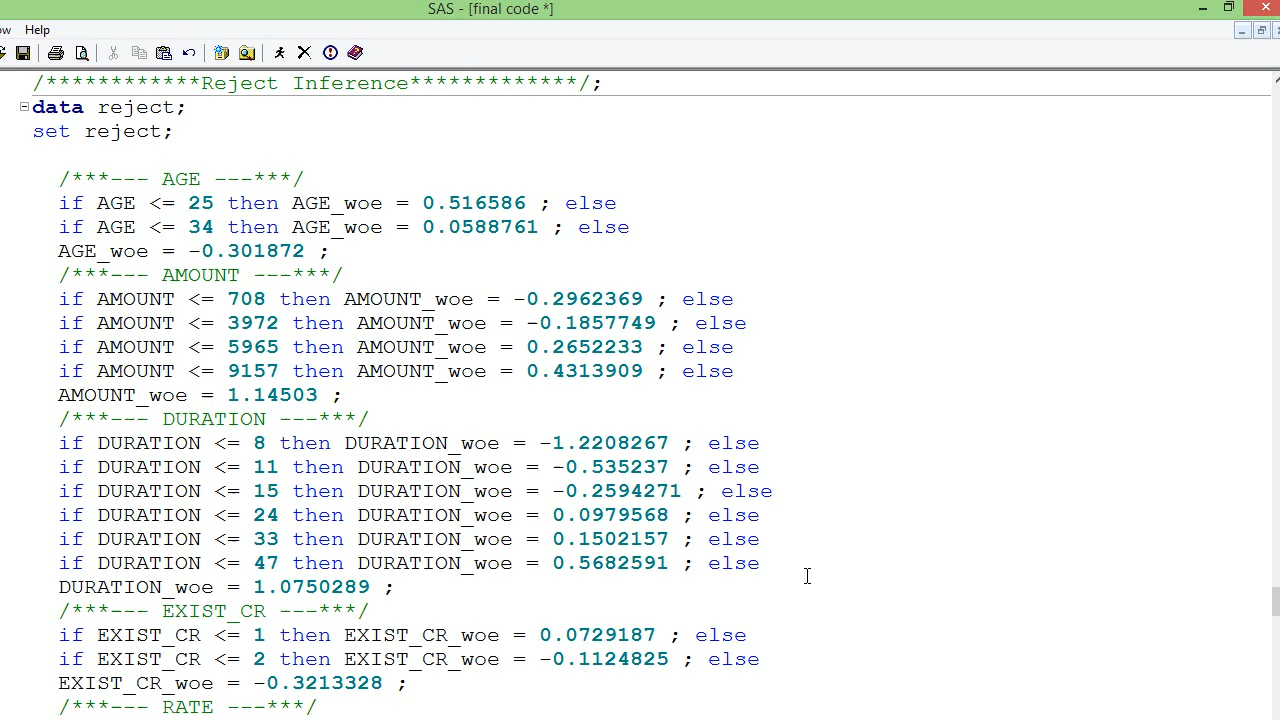 SAS - [final code *]
ow Help
/************Reject Inference*************/;
data reject;
set reject;
/***--- AGE ---***/
if AGE <= 25 then AGE_woe = 0.516586 ; else
if AGE <= 34 then AGE_woe = 0.0588761 ; else
AGE_woe = -0.301872 ;
/***--- AMOUNT ---***/
if AMOUNT <= 708 then AMOUNT_woe = -0.2962369 ; else
if AMOUNT <= 3972 then AMOUNT_woe = -0.1857749 ; else
if AMOUNT <= 5965 then AMOUNT_woe = 0.2652233 ; else
if AMOUNT <= 9157 then AMOUNT_woe = 0.4313909 ; else
AMOUNT_woe = 1.14503 ;
/***--- DURATION ---***/
if DURATION <= 8 then DURATION_woe = -1.2208267 ; else
if DURATION <= 11 then DURATION_woe = -0.535237 ; else
if DURATION <= 15 then DURATION_woe = -0.2594271 ; else
if DURATION <= 24 then DURATION_woe = 0.0979568 ; else
if DURATION <= 33 then DURATION_woe = 0.1502157 ; else
if DURATION <= 47 then DURATION_woe = 0.5682591 ; else
DURATION_woe = 1.0750289 ;
/***--- EXIST_CR ---***/
if EXIST_CR <= 1 then EXIST_CR_woe = 0.0729187 ; else
if EXIST_CR <= 2 then EXIST_CR_woe = -0.1124825 ; else
EXIST_CR_woe = -0.3213328 ;
/***--- RATE ---***/